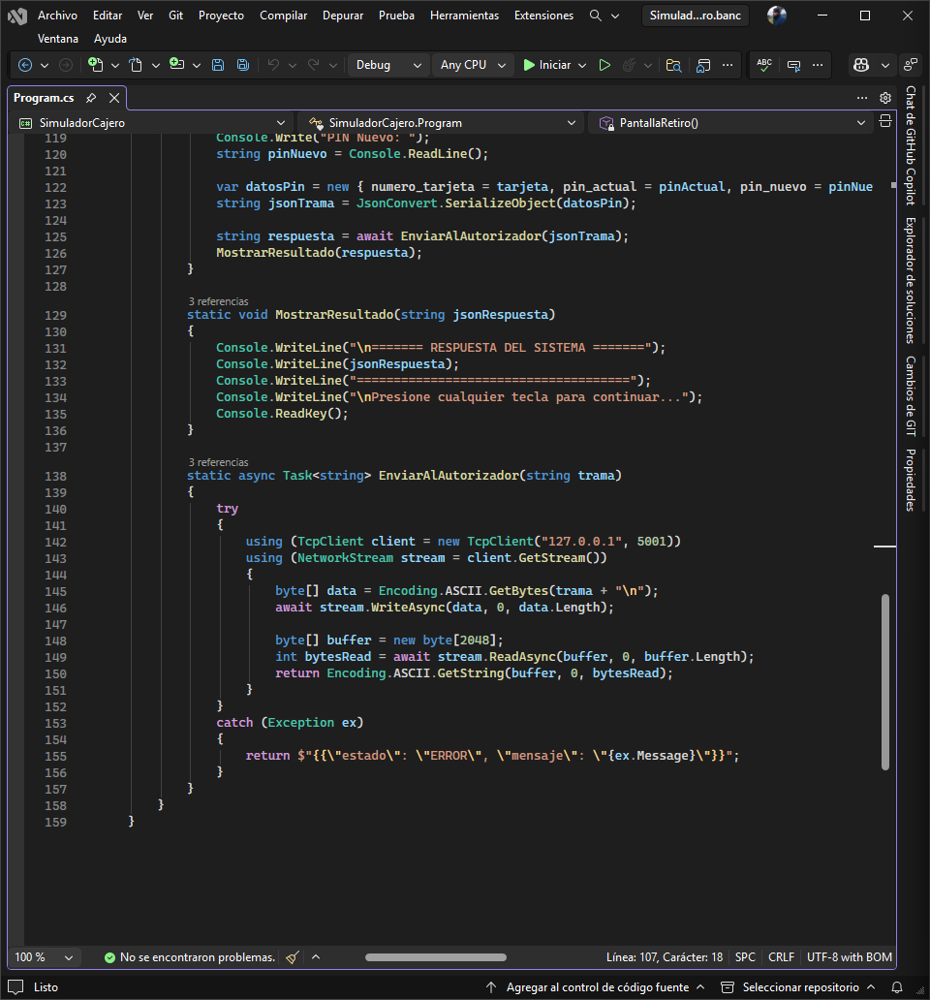 Archivo Editar Ver Git Proyecto Compilar Depurar Prueba Herramientas Extensiones Simulad...ro.banc
Ventana Ayuda
Debug Any CPU Iniciar ABC
Program.cs
C# SimuladorCajero SimuladorCajero.Program PantallaRetiro()
119 Console.Write("PIN Nuevo: ");
120 string pinNuevo = Console.ReadLine();
121
122 var datosPin = new { numero_tarjeta = tarjeta, pin_actual = pinActual, pin_nuevo = pinNue
123 string jsonTrama = JsonConvert.SerializeObject(datosPin);
124
125 string respuesta = await EnviarAlAutorizador(jsonTrama);
126 MostrarResultado(respuesta);
127 }
128
3 referencias
129 static void MostrarResultado(string jsonRespuesta)
130 {
131 Console.WriteLine("\n======= RESPUESTA DEL SISTEMA =======");
132 Console.WriteLine(jsonRespuesta);
133 Console.WriteLine("=====================================");
134 Console.WriteLine("\nPresione cualquier tecla para continuar...");
135 Console.ReadKey();
136 }
137
3 referencias
138 static async Task<string> EnviarAlAutorizador(string trama)
139 {
140 try
141 {
142 using (TcpClient client = new TcpClient("127.0.0.1", 5001))
143 using (NetworkStream stream = client.GetStream())
144 {
145 byte[] data = Encoding.ASCII.GetBytes(trama + "\n");
146 await stream.WriteAsync(data, 0, data.Length);
147
148 byte[] buffer = new byte[2048];
149 int bytesRead = await stream.ReadAsync(buffer, 0, buffer.Length);
150 return Encoding.ASCII.GetString(buffer, 0, bytesRead);
151 }
152 }
153 catch (Exception ex)
154 {
155 return $"{{\"estado\": \"ERROR\", \"mensaje\": \"{ex.Message}\"}}";
156 }
157 }
158 }
159 }
Chat de GitHub Copilot
Explorador de soluciones
Cambios de GIT
Propiedades
100 % No se encontraron problemas. Línea: 107, Carácter: 18 SPC CRLF UTF-8 with BOM
Listo Agregar al control de código fuente Seleccionar repositorio